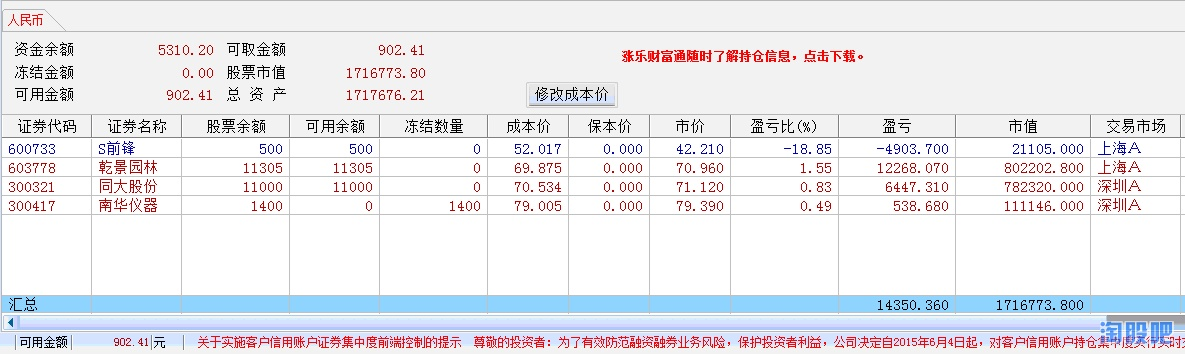 人民币
资金余额 5310.20 可取金额 902.41
涨乐财富通随时了解持仓信息，点击下载。
冻结金额 0.00 股票市值 1716773.80
可用金额 902.41 总 资 产 1717676.21
修改成本价
证券代码 证券名称 股票余额 可用余额 冻结数量 成本价 保本价 市价 盈亏比(%) 盈亏 市值 交易市场
600733 S前锋 500 500 0 52.017 0.000 42.210 -18.85 -4903.700 21105.000 上海A
603778 乾景园林 11305 11305 0 69.875 0.000 70.960 1.55 12268.070 802202.800 上海A
300321 同大股份 11000 11000 0 70.534 0.000 71.120 0.83 6447.310 782320.000 深圳A
300417 南华仪器 1400 0 1400 79.005 0.000 79.390 0.49 538.680 111146.000 深圳A
汇总 14350.360 1716773.800
可用金额 902.41 元 关于实施客户信用账户证券集中度前端控制的提示 尊敬的投资者：为了有效防范融资融券业务风险，保护投资者利益，公司决定自2015年6月4日起，对客户信用账户持仓集中度实行实时
淘股吧